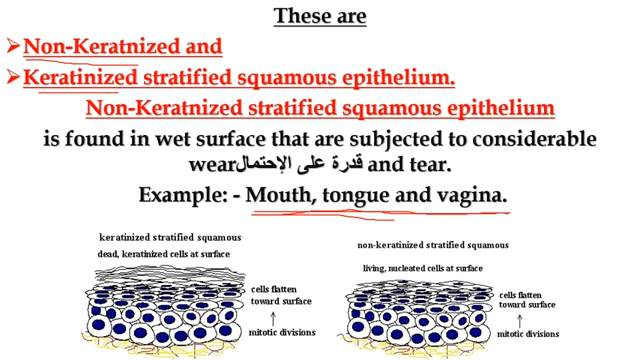 These are
➢Non-Keratnized and
➢Keratinized stratified squamous epithelium.
Non-Keratnized stratified squamous epithelium
is found in wet surface that are subjected to considerable
wearقدرة على الإحتمال and tear.
Example: - Mouth, tongue and vagina.
keratinized stratified squamous
dead, keratinized cells at surface
cells flatten
toward surface
mitotic divisions
non-keratinized stratified squamous
living, nucleated cells at surface
cells flatten
toward surface
mitotic divisions